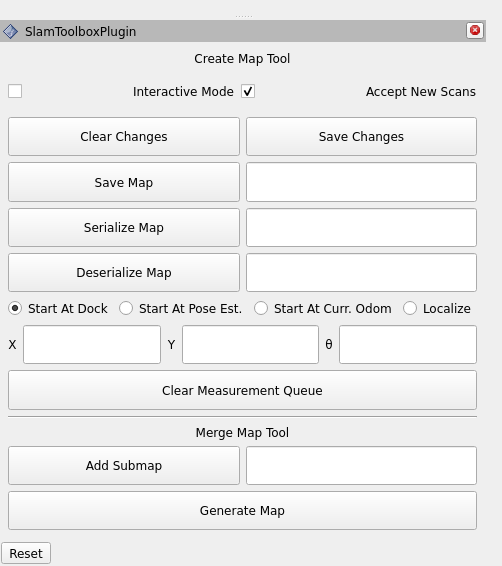 SlamToolboxPlugin
Create Map Tool
Interactive Mode Accept New Scans
Clear Changes Save Changes
Save Map
Serialize Map
Deserialize Map
Start At Dock Start At Pose Est. Start At Curr. Odom Localize
X Y θ
Clear Measurement Queue
Merge Map Tool
Add Submap
Generate Map
Reset